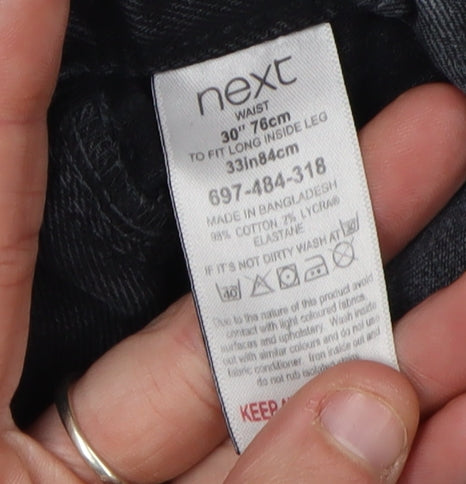 next
WAIST
30" 76cm
TO FIT LONG INSIDE LEG
33in84cm
697-484-318
MADE IN BANGLADESH
98% COTTON 2% LYCRA®
ELASTANE
IF IT'S NOT DIRTY WASH AT 30
40
Due to the nature of this product avoid
contact with light coloured fabrics,
surfaces and upholstery. Wash inside
out with similar colours and do not use
fabric conditioner. Iron inside out and
do not rub isolated
KEEP